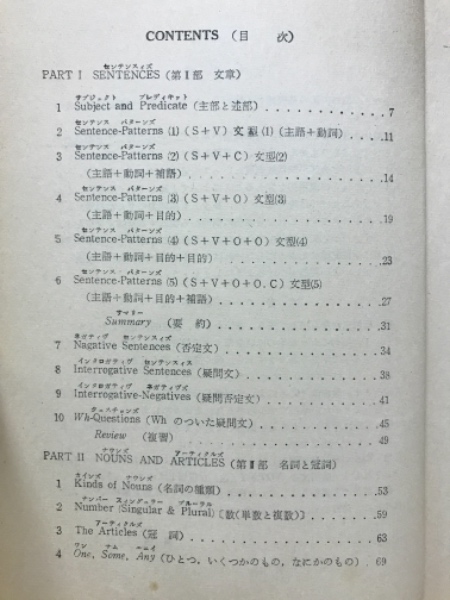 CONTENTS (目 次)
センテンスィズ
PART I SENTENCES (第I部 文章)
サブジェクト プレディキット
1 Subject and Predicate (主部と述部) 7
センテンス パターンズ
2 Sentence-Patterns (1) (S+V) 文型(1) (主語+動詞) 11
センテンス パターンズ
3 Sentence-Patterns (2) (S+V+C) 文型(2)
(主語+動詞+補語) 14
センテンス パターンズ
4 Sentence-Patterns (3) (S+V+O) 文型(3)
(主語+動詞+目的) 19
センテンス パターンズ
5 Sentence-Patterns (4) (S+V+O+O) 文型(4)
(主語+動詞+目的+目的) 23
センテンス パターンズ
6 Sentence-Patterns (5) (S+V+O+O.C) 文型(5)
(主語+動詞+目的+補語) 27
サマリー
Summary (要 約) 31
ネガティヴ センテンスィズ
7 Nagative Sentences (否定文) 34
インタロガティヴ センテンスィズ
8 Interrogative Sentences (疑問文) 38
インタロガティヴ ネガティヴズ
9 Interrogative-Negatives (疑問否定文) 41
クェスチャンズ
10 Wh-Questions (Wh のついた疑問文) 45
Review (複習) 49
ナウンズ アーティクルズ
PART II NOUNS AND ARTICLES (第II部 名詞と冠詞)
カインズ ナウンズ
1 Kinds of Nouns (名詞の種類) 53
ナンバー スィンギュラー プルーラル
2 Number [Singular & Plural] [数(単数と複数)] 59
アーティクルズ
3 The Articles (冠 詞) 63
ワン サム エニイ
4 One, Some, Any (ひとつ, いくつかのもの, なにかのもの) 69